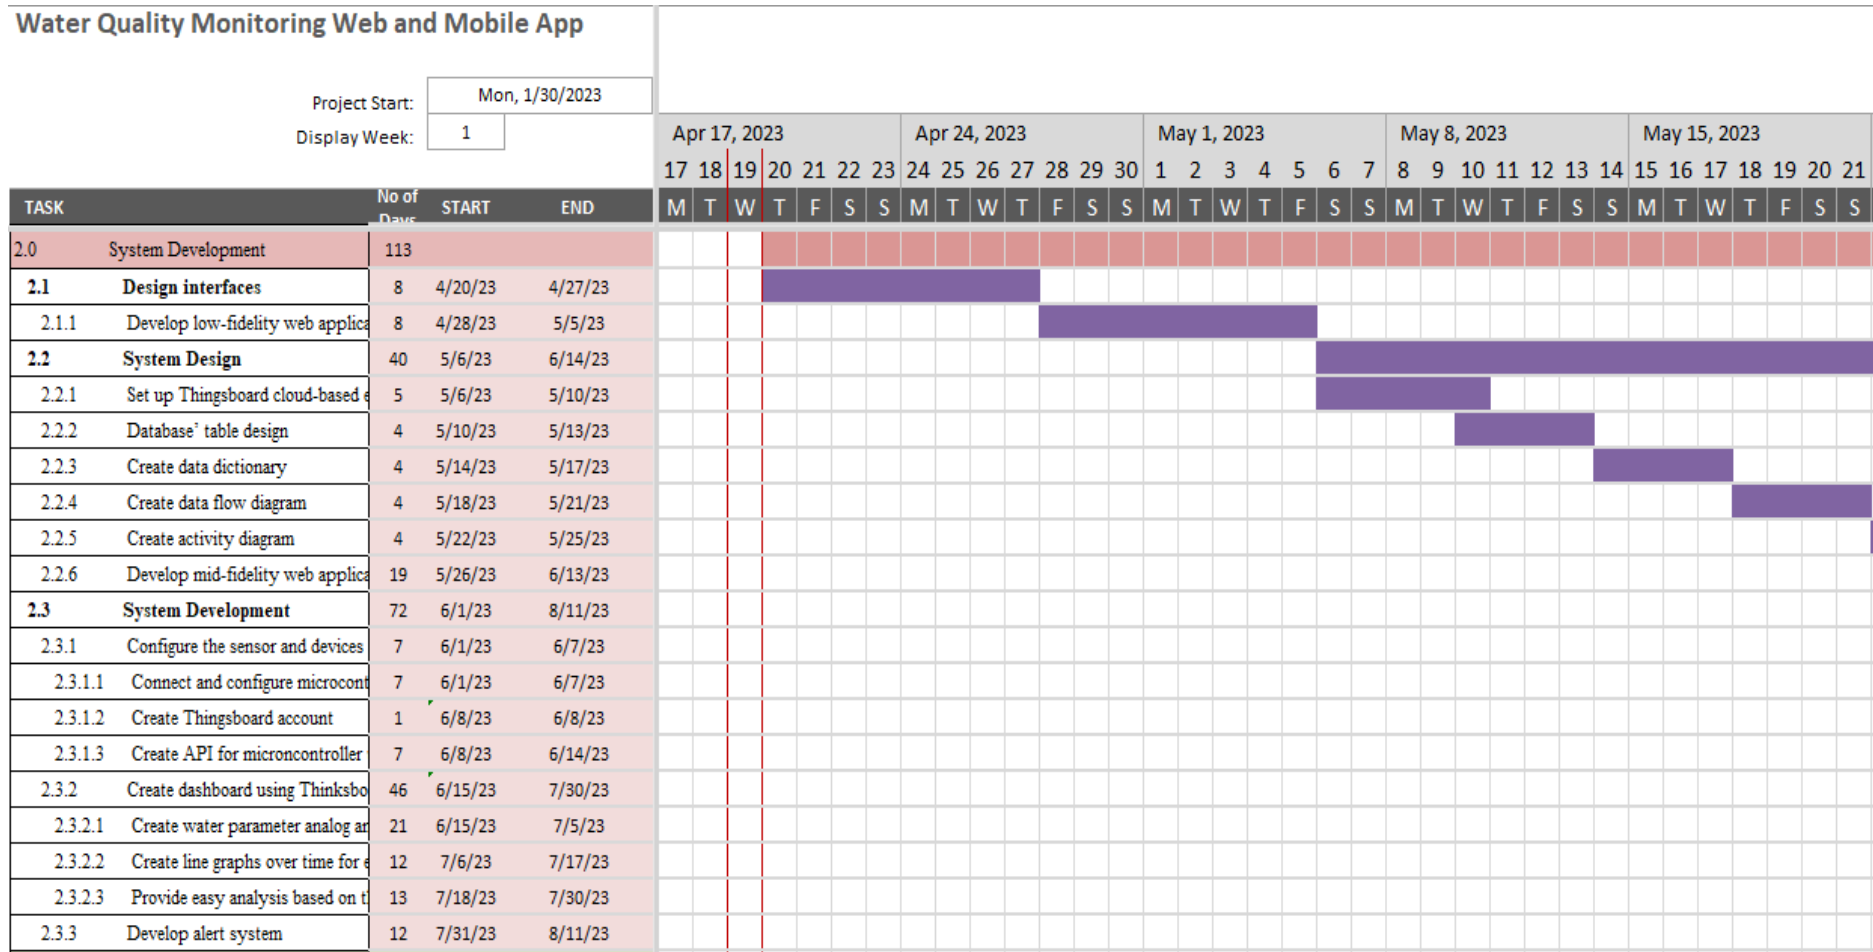 Water Quality Monitoring Web and Mobile App
Project Start: Mon, 1/30/2023
Display Week: 1
Apr 17, 2023 Apr 24, 2023 May 1, 2023 May 8, 2023 May 15, 2023
17 18 19 20 21 22 23 24 25 26 27 28 29 30 1 2 3 4 5 6 7 8 9 10 11 12 13 14 15 16 17 18 19 20 21
TASK No of Days START END M T W T F S S M T W T F S S M T W T F S S M T W T F S S M T W T F S S
2.0 System Development 113
2.1 Design interfaces 8 4/20/23 4/27/23
2.1.1 Develop low-fidelity web applica 8 4/28/23 5/5/23
2.2 System Design 40 5/6/23 6/14/23
2.2.1 Set up Thingsboard cloud-based e 5 5/6/23 5/10/23
2.2.2 Database' table design 4 5/10/23 5/13/23
2.2.3 Create data dictionary 4 5/14/23 5/17/23
2.2.4 Create data flow diagram 4 5/18/23 5/21/23
2.2.5 Create activity diagram 4 5/22/23 5/25/23
2.2.6 Develop mid-fidelity web applica 19 5/26/23 6/13/23
2.3 System Development 72 6/1/23 8/11/23
2.3.1 Configure the sensor and devices 7 6/1/23 6/7/23
2.3.1.1 Connect and configure microcont 7 6/1/23 6/7/23
2.3.1.2 Create Thingsboard account 1 6/8/23 6/8/23
2.3.1.3 Create API for microncontroller 7 6/8/23 6/14/23
2.3.2 Create dashboard using Thinksbo 46 6/15/23 7/30/23
2.3.2.1 Create water parameter analog an 21 6/15/23 7/5/23
2.3.2.2 Create line graphs over time for e 12 7/6/23 7/17/23
2.3.2.3 Provide easy analysis based on t 13 7/18/23 7/30/23
2.3.3 Develop alert system 12 7/31/23 8/11/23